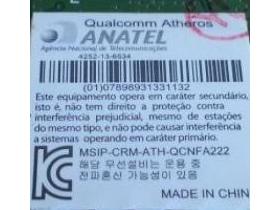 Qualcomm Atheros
ANATEL
Agência Nacional de Telecomunicações
4252-13-6534
(01)07898931331132
Este equipamento opera em caráter secundário,
isto é, não tem direito a proteção contra
interferência prejudicial, mesmo de estações
do mesmo tipo, e não pode causar interferência
a sistemas operando em caráter primário.
MSIP-CRM-ATH-QCNFA222
해당 무선설비는 운용 중
전파혼신 가능성이 있음
MADE IN CHIN